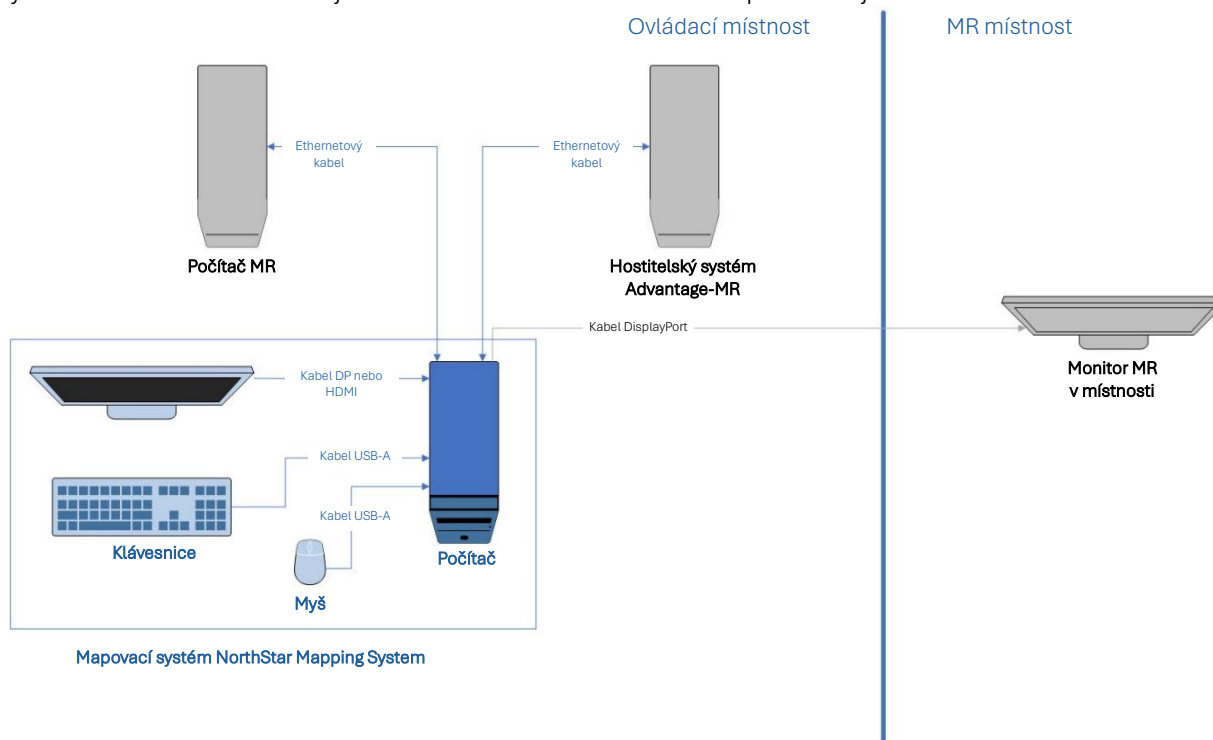 Ovládací místnost
MR místnost
Ethernetový
kabel
Ethernetový
kabel
Počítač MR
Hostitelský systém
Advantage-MR
Kabel DisplayPort
Monitor MR
v místnosti
Kabel DP nebo
HDMI
Kabel USB-A
Kabel USB-A
Klávesnice
Myš
Počítač
Mapovací systém NorthStar Mapping System